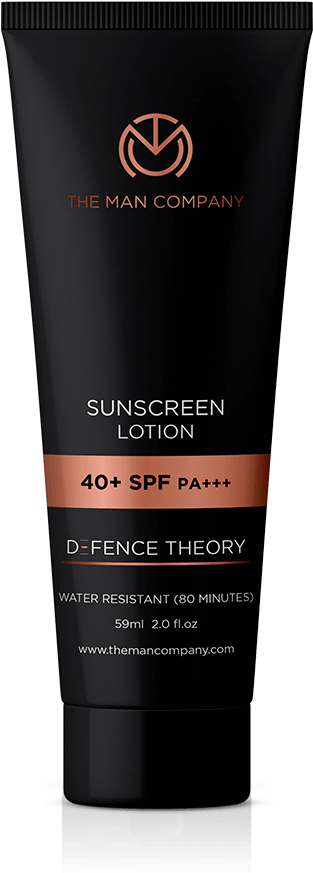 THE MAN COMPANY
SUNSCREEN
LOTION
40+ SPF PA+++
DEFENCE THEORY
WATER RESISTANT (80 MINUTES)
59ml 2.0 fl.oz
www.themancompany.com